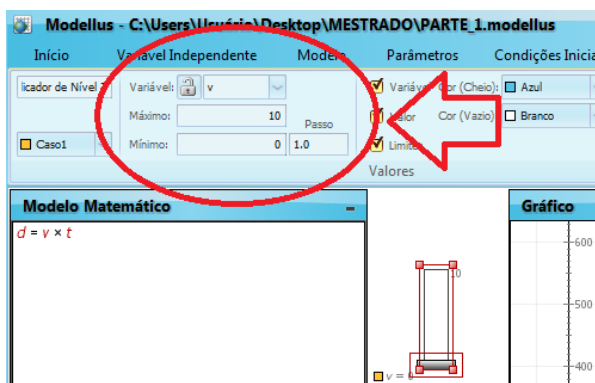 Modellus - C:\Users\Usuário\Desktop\MESTRADO\PARTE_1.modellus
Início Variável Independente Modelo Parâmetros Condições Inicia
licador de Nível Variável: v Variável Cor (Cheio): Azul
Máximo: 10 Passo Valor Cor (Vazio) Branco
Caso1 Mínimo: 0 1.0 Limites
Valores
Modelo Matemático - Gráfico
d = v × t
600
10
500
400
v = 0